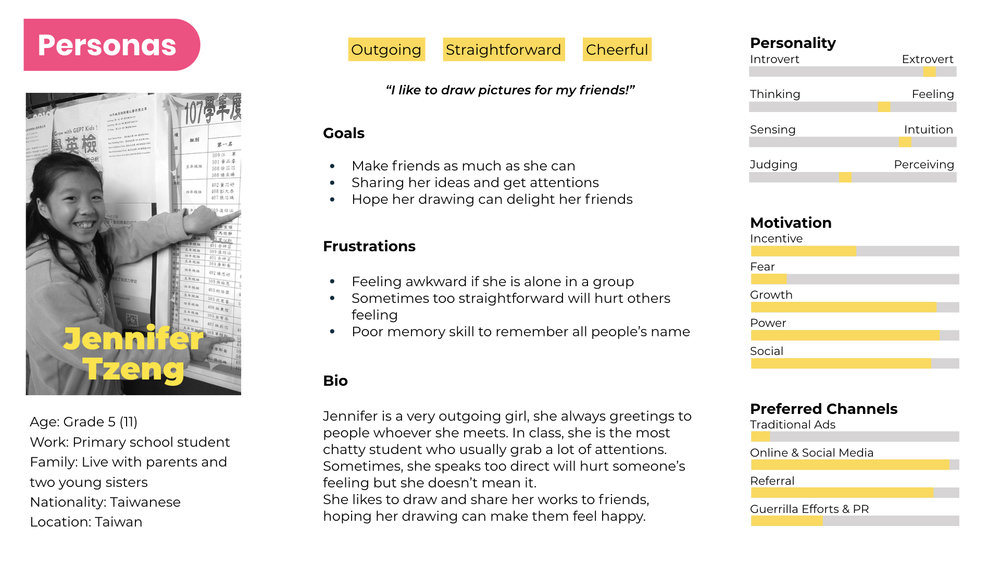 Personas
107學年度
Grow with GEPT Kids !
學英檢
Jennifer
Tzeng
Age: Grade 5 (11)
Work: Primary school student
Family: Live with parents and
two young sisters
Nationality: Taiwanese
Location: Taiwan
Outgoing
Straightforward
Cheerful
“I like to draw pictures for my friends!”
Goals
• Make friends as much as she can
• Sharing her ideas and get attentions
• Hope her drawing can delight her friends
Frustrations
• Feeling awkward if she is alone in a group
• Sometimes too straightforward will hurt others
feeling
• Poor memory skill to remember all people’s name
Bio
Jennifer is a very outgoing girl, she always greetings to
people whoever she meets. In class, she is the most
chatty student who usually grab a lot of attentions.
Sometimes, she speaks too direct will hurt someone’s
feeling but she doesn’t mean it.
She likes to draw and share her works to friends,
hoping her drawing can make them feel happy.
Personality
Introvert Extrovert
Thinking Feeling
Sensing Intuition
Judging Perceiving
Motivation
Incentive
Fear
Growth
Power
Social
Preferred Channels
Traditional Ads
Online & Social Media
Referral
Guerrilla Efforts & PR